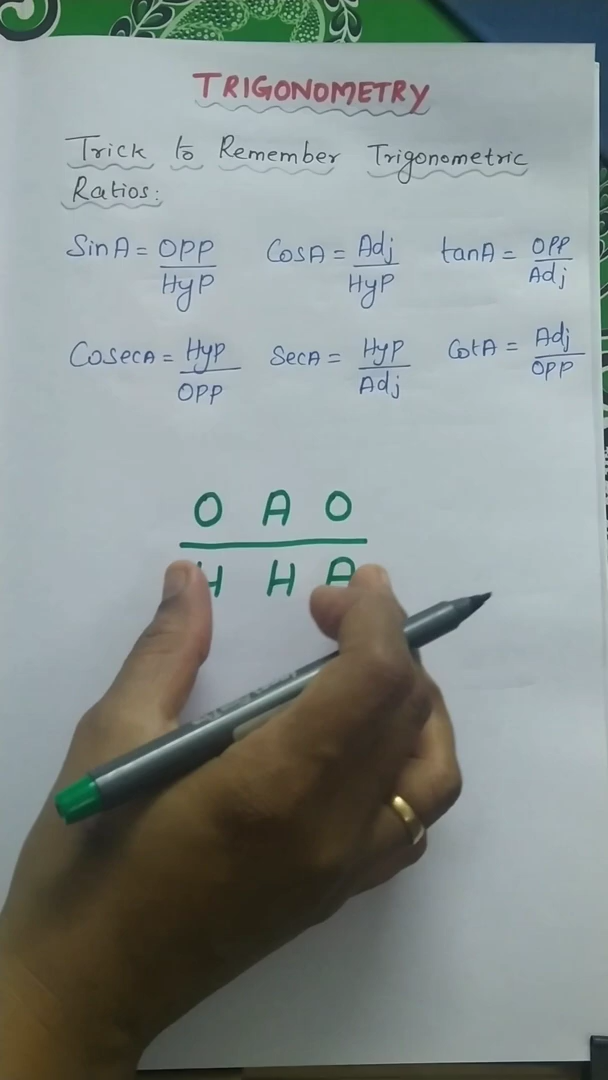 TRIGONOMETRY
Trick to Remember Trigonometric
Ratios:
SinA = OPP/HyP CosA = Adj/HyP tanA = OPP/Adj
CosecA = HyP/OPP SecA = HyP/Adj CotA = Adj/OPP
O A O
H H A